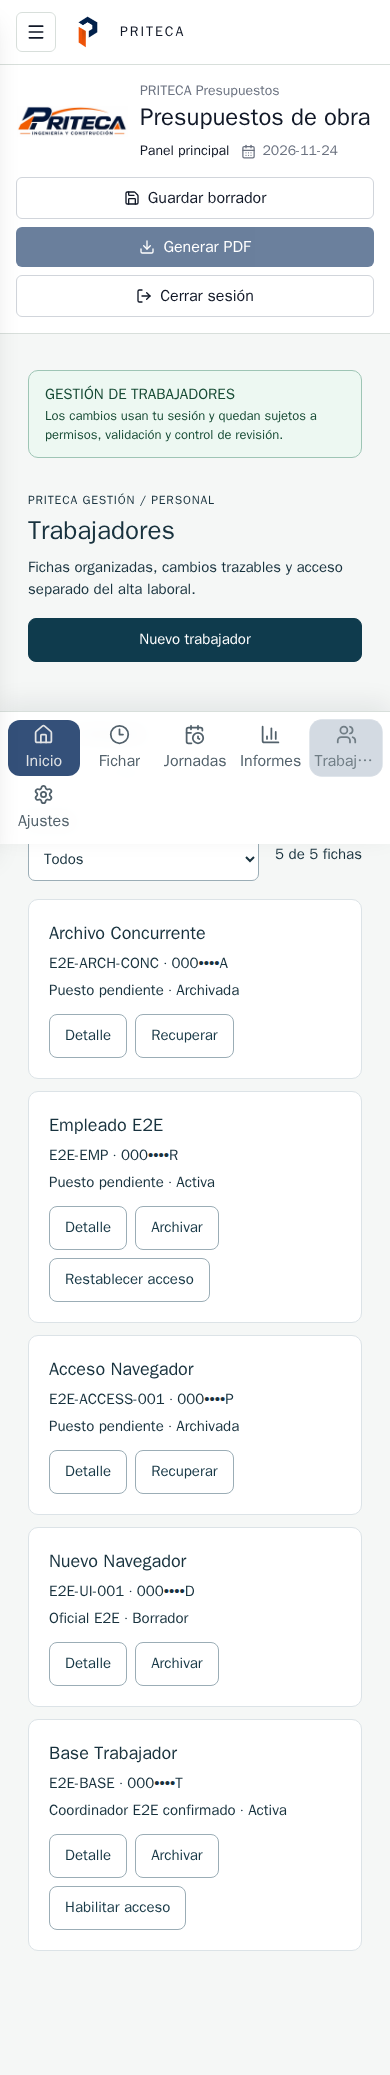 PRITECA
PRITECA
INGENIERÍA Y CONSTRUCCIÓN
PRITECA Presupuestos
Presupuestos de obra
Panel principal 2026-11-24
Guardar borrador
Generar PDF
Cerrar sesión
GESTIÓN DE TRABAJADORES
Los cambios usan tu sesión y quedan sujetos a
permisos, validación y control de revisión.
PRITECA GESTIÓN / PERSONAL
Trabajadores
Fichas organizadas, cambios trazables y acceso
separado del alta laboral.
Nuevo trabajador
Inicio Fichar Jornadas Informes Trabaj…
Ajustes
Todos 5 de 5 fichas
Archivo Concurrente
E2E-ARCH-CONC · 000••••A
Puesto pendiente · Archivada
Detalle Recuperar
Empleado E2E
E2E-EMP · 000••••R
Puesto pendiente · Activa
Detalle Archivar
Restablecer acceso
Acceso Navegador
E2E-ACCESS-001 · 000••••P
Puesto pendiente · Archivada
Detalle Recuperar
Nuevo Navegador
E2E-UI-001 · 000••••D
Oficial E2E · Borrador
Detalle Archivar
Base Trabajador
E2E-BASE · 000••••T
Coordinador E2E confirmado · Activa
Detalle Archivar
Habilitar acceso